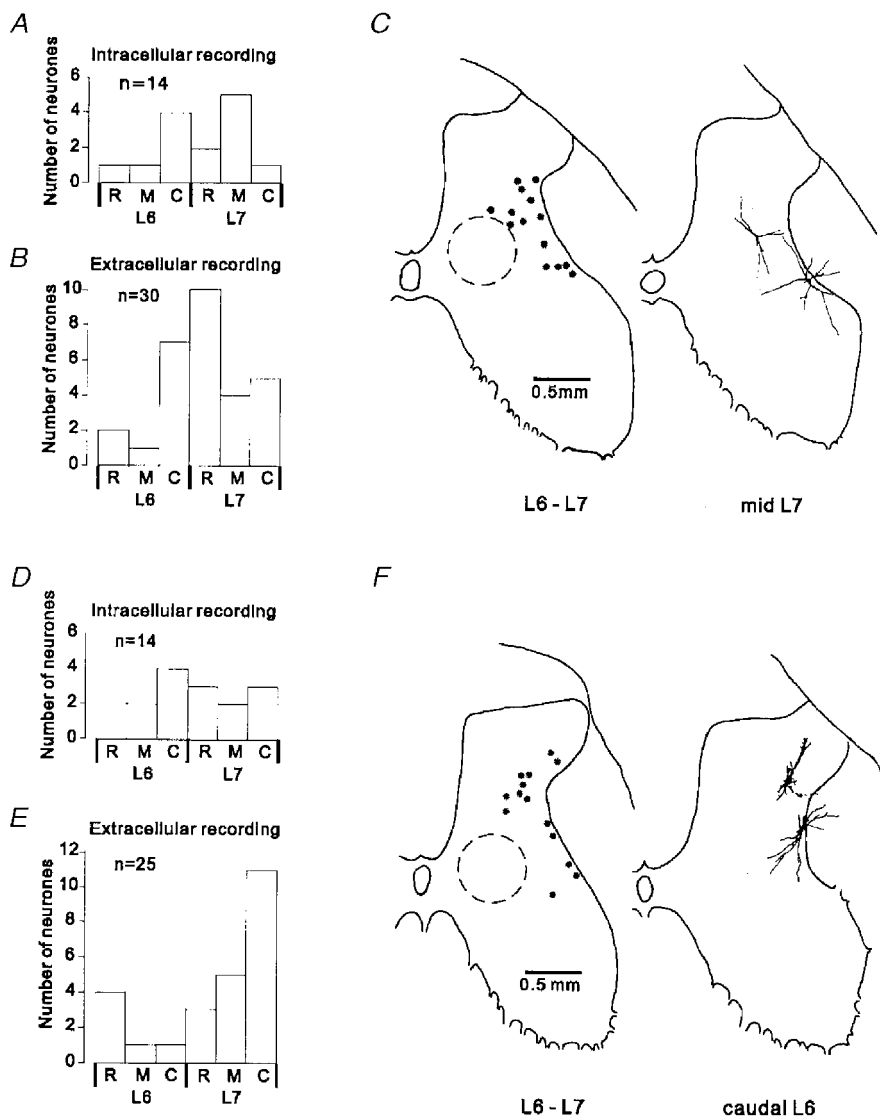 A
Intracellular recording
n=14
Number of neurones
6
4
2
0
R M C R M C
L6 L7
B
Extracellular recording
n=30
Number of neurones
10
8
6
4
2
0
R M C R M C
L6 L7
C
0.5mm
L6 - L7
mid L7
D
Intracellular recording
n=14
Number of neurones
6
4
2
0
R M C R M C
L6 L7
E
Extracellular recording
n=25
Number of neurones
12
10
8
6
4
2
0
R M C R M C
L6 L7
F
0.5 mm
L6 - L7
caudal L6